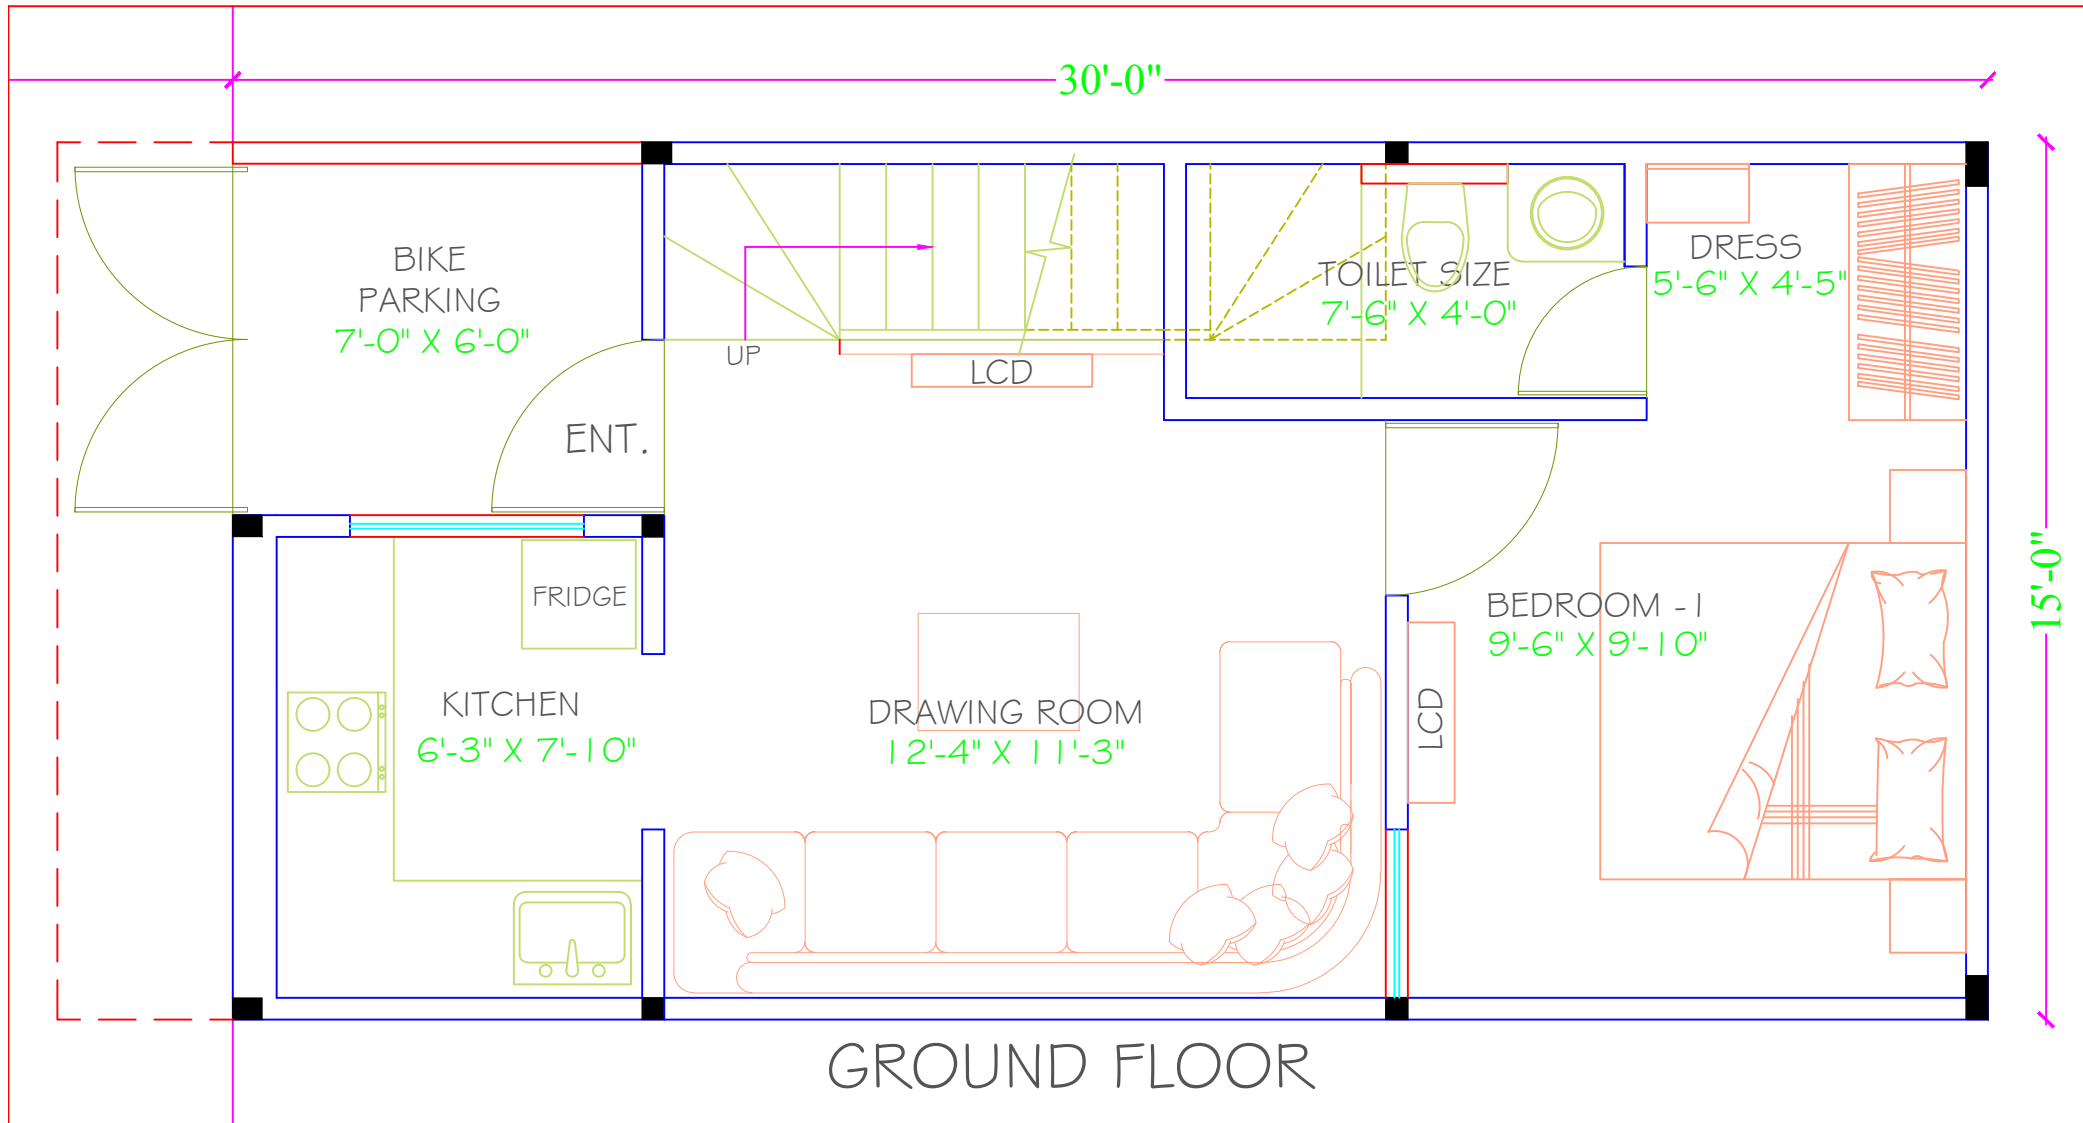 30'-0"
BIKE
PARKING
7'-0" X 6'-0"
ENT.
UP
LCD
TOILET SIZE
7'-6" X 4'-0"
DRESS
5'-6" X 4'-5"
15'-0"
FRIDGE
KITCHEN
6'-3" X 7'-10"
DRAWING ROOM
12'-4" X 11'-3"
LCD
BEDROOM -1
9'-6" X 9'-10"
GROUND FLOOR